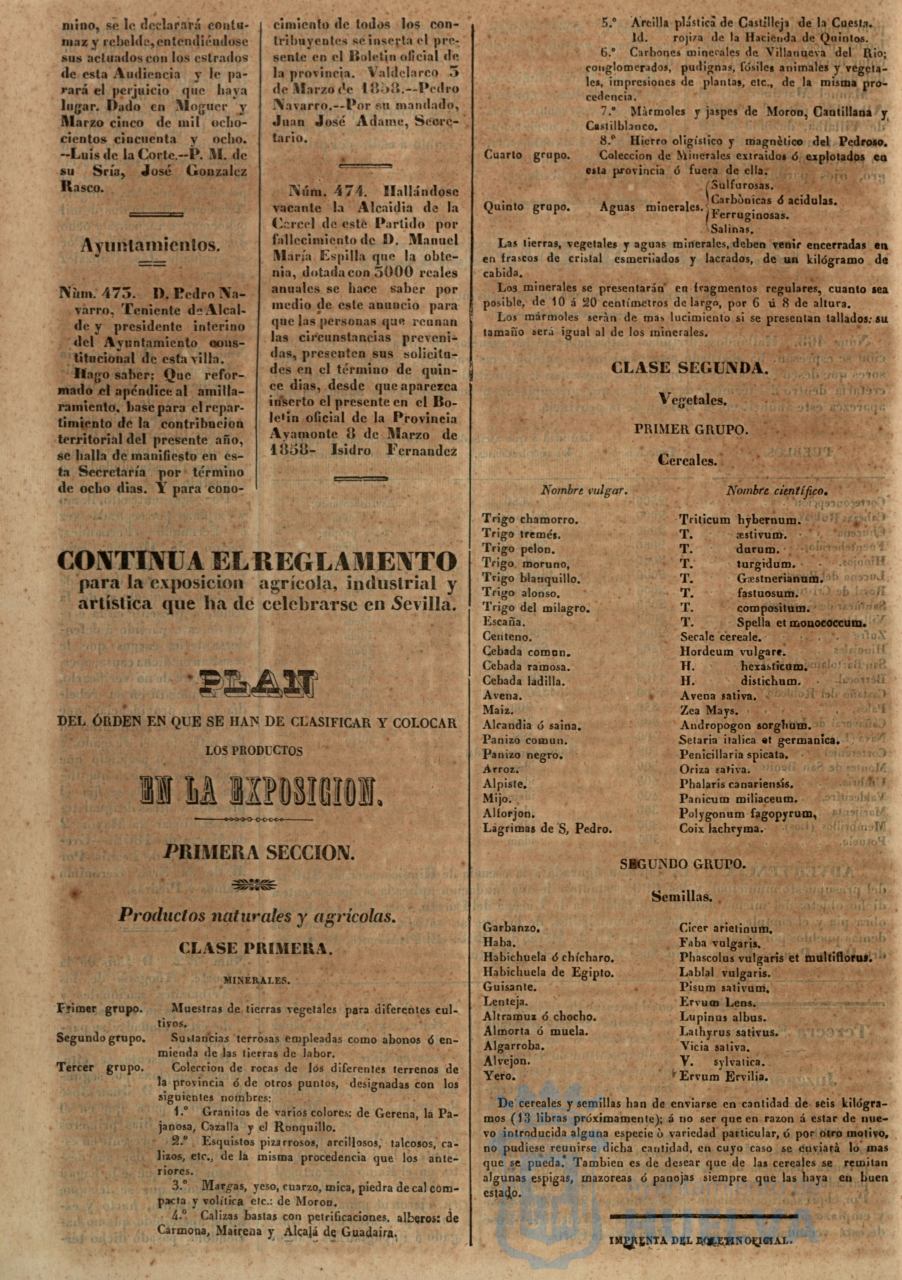 mino, se le declarará contu-
maz y rebelde, entendiéndose
sus actuados con los estrados
de esta Audiencia y le pa-
rará el perjuicio que haya
lugar. Dado en Moguer y
Marzo cinco de mil ocho-
cientos cincuenta y ocho.
--Luis de la Corte.--P. M. de
su Sría, José Gonzalez
Rasco.
Ayuntamientos.
Núm. 473. D. Pedro Na-
varro, Teniente de Alcal-
de y presidente interino
del Ayuntamiento cons-
titucional de esta villa.
Hago saber: Que refor-
mado el apéndice al amilla-
ramiento, base para el repar-
timiento de la contribucion
territorial del presente año,
se halla de manifiesto en es-
ta Secretaría por término
de ocho dias. Y para cono-
cimiento de todos los con-
tribuyentes se inserta el pre-
sente en el Boletin oficial de
la provincia. Valdelarco 3
de Marzo de 1858.--Pedro
Navarro.--Por su mandado,
Juan José Adame, Secre-
tario.
Núm. 474. Hallándose
vacante la Alcaidia de la
Carcel de este Partido por
fallecimiento de D. Manuel
María Espilla que la obte-
nia, dotada con 3000 reales
anuales se hace saber por
medio de este anuncio para
que las personas que reunan
las circunstancias preveni-
das, presenten sus solicitu-
des en el término de quin-
ce dias, desde que aparezca
inserto el presente en el Bo-
letin oficial de la Provincia
Ayamonte 8 de Marzo de
1858- Isidro Fernandez
CONTINUA EL REGLAMENTO
para la exposicion agrícola, industrial y
artística que ha de celebrarse en Sevilla.
PLAN
DEL ÓRDEN EN QUE SE HAN DE CLASIFICAR Y COLOCAR
LOS PRODUCTOS
EN LA EXPOSICION.
PRIMERA SECCION.
Productos naturales y agrícolas.
CLASE PRIMERA.
MINERALES.
Primer grupo. Muestras de tierras vegetales para diferentes cul-
tivos.
Segundo grupo. Sustancias terrosas empleadas como abonos ó en-
mienda de las tierras de labor.
Tercer grupo. Coleccion de rocas de los diferentes terrenos de
la provincia ó de otros puntos, designadas con los
siguientes nombres:
1.º Granitos de varios colores: de Gerena, la Pa-
janosa, Cazalla y el Ronquillo.
2.º Esquistos pizarrosos, arcillosos, talcosos, ca-
lizos, etc., de la misma procedencia que los ante-
riores.
3.º Margas, yeso, cuarzo, mica, piedra de cal com-
pacta y volítica etc.: de Moron.
4.º Calizas bastas con petrificaciones, alberos: de
Carmona, Mairena y Alcalá de Guadaira.
5.º Arcilla plástica de Castilleja de la Cuesta.
Id. rojiza de la Hacienda de Quintos.
6.º Carbones minerales de Villanueva del Rio;
conglomerados, pudignas, fósiles animales y vegeta-
les, impresiones de plantas, etc., de la misma pro-
cedencia.
7.º Màrmoles y jaspes de Moron, Cantillana y
Castilblanco.
8.º Hierro oligístico y magnètico del Pedroso.
Cuarto grupo. Coleccion de Minerales extraidos ó explotados en
esta provincia ó fuera de ella.
Quinto grupo. Aguas minerales. Sulfurosas.
Carbònicas ó acidulas.
Ferruginosas.
Salinas.
Las tierras, vegetales y aguas minerales, deben venir encerradas en
en frascos de cristal esmerilados y lacrados, de un kilógramo de
cabida.
Los minerales se presentarán en fragmentos regulares, cuanto sea
posible, de 10 á 20 centímetros de largo, por 6 ú 8 de altura.
Los mármoles seràn de mas lucimiento si se presentan tallados: su
tamaño será igual al de los minerales.
CLASE SEGUNDA.
Vegetales.
PRIMER GRUPO.
Cereales.
Nombre vulgar. Nombre científico.
Trigo chamorro. Triticum hybernum.
Trigo tremés. T. æstivum.
Trigo pelon. T. durum.
Trigo moruno, T. turgidum.
Trigo blanquillo. T. Gæstnerianum.
Trigo alonso. T. fastuosum.
Trigo del milagro. T. compositum.
Escaña. T. Spella et monococcum.
Centeno. Secale cereale.
Cebada comun. Hordeum vulgare.
Cebada ramosa. H. hexasticum.
Cebada ladilla. H. distichum.
Avena. Avena sativa.
Maiz. Zea Mays.
Alcandia ó saina. Andropogon sorghum.
Panizo comun. Setaria italica et germanica.
Panizo negro. Penicillaria spicata.
Arroz. Oriza sativa.
Alpiste. Phalaris canariensis.
Mijo. Panicum miliaceum.
Alforjon. Polygonum fagopyrum,
Lágrimas de S, Pedro. Coix lachryma.
SEGUNDO GRUPO.
Semillas.
Garbanzo. Cicer arietinum.
Haba. Faba vulgaris.
Habichuela ó chícharo. Phascolus vulgaris et multiflorus.
Habichuela de Egipto. Lablal vulgaris.
Guisante. Pisum sativum.
Lenteja. Ervum Lens.
Altramuz ó chocho. Lupinus albus.
Almorta ó muela. Lathyrus sativus.
Algarroba. Vicia sativa.
Alvejon. V. sylvatica.
Yero. Ervum Ervilia.
De cereales y semillas han de enviarse en cantidad de seis kilógra-
mos (13 libras próximamente); á no ser que en razon á estar de nue-
vo introducida alguna especie ò variedad particular, ó por otro motivo,
no pudiese reunirse dicha cantidad, en cuyo caso se enviará lo mas
que se pueda. Tambien es de desear que de las cereales se remitan
algunas espigas, mazoreas ó panojas siempre que las haya en buen
estado.
IMPRENTA DEL BOLETIN OFICIAL.